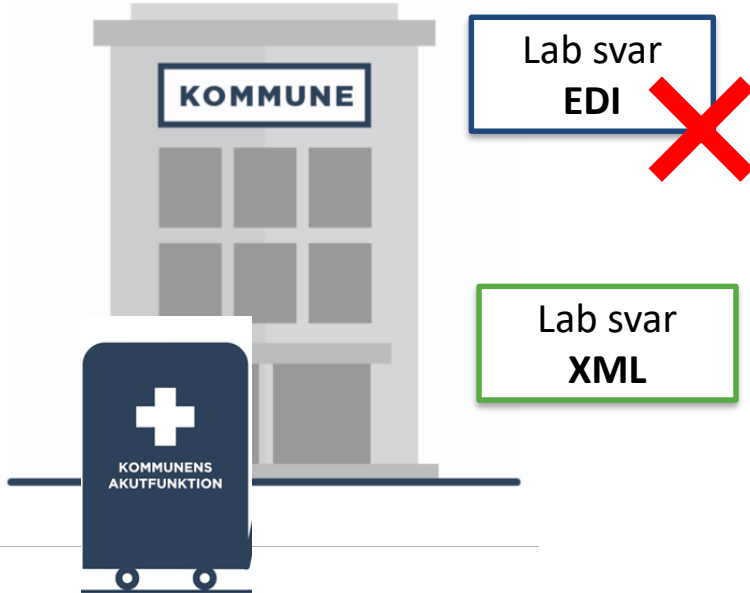 KOMMUNE
Lab svar
EDI
Lab svar
XML
KOMMUNENS
AKUTFUNKTION